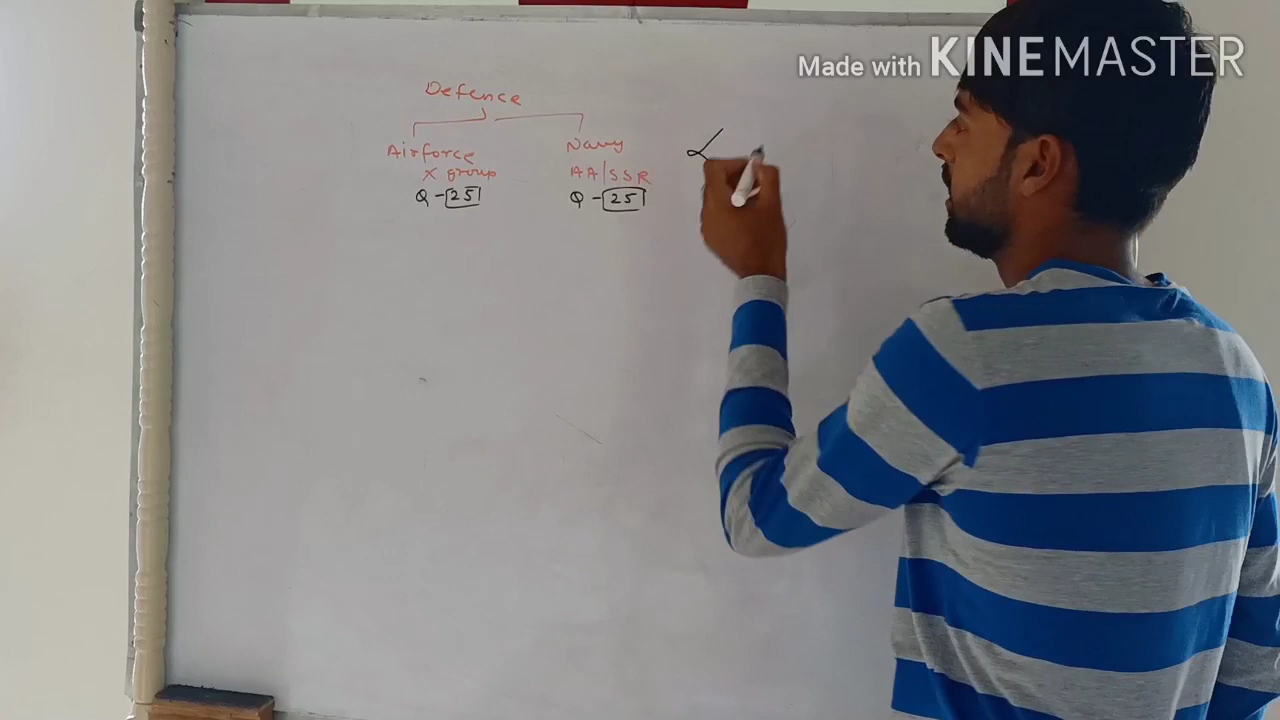 Made with KINEMASTER
Defence
Airforce Navy
X group AA/SSR
Q-25 Q-25